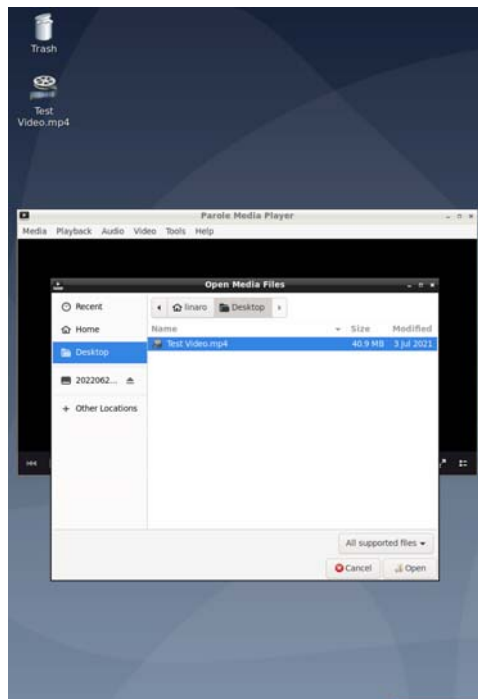 Trash
Test
Video.mp4
Parole Media Player
Media Playback Audio Video Tools Help
Open Media Files
Recent
linaro Desktop
Home
Name Size Modified
Test Video.mp4 40.9 MB 3 Jul 2021
Desktop
2022062...
+ Other Locations
All supported files
Cancel Open